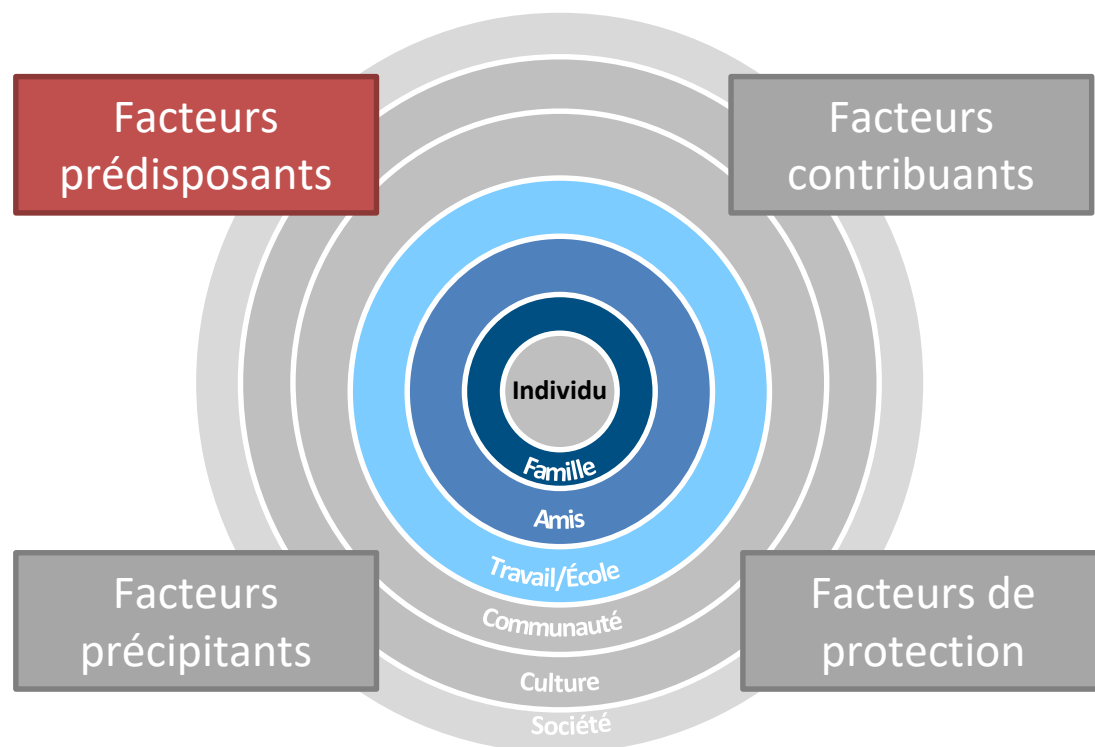 Facteurs
prédisposants
Facteurs
contribuants
Individu
Famille
Amis
Travail/École
Communauté
Culture
Société
Facteurs
précipitants
Facteurs de
protection